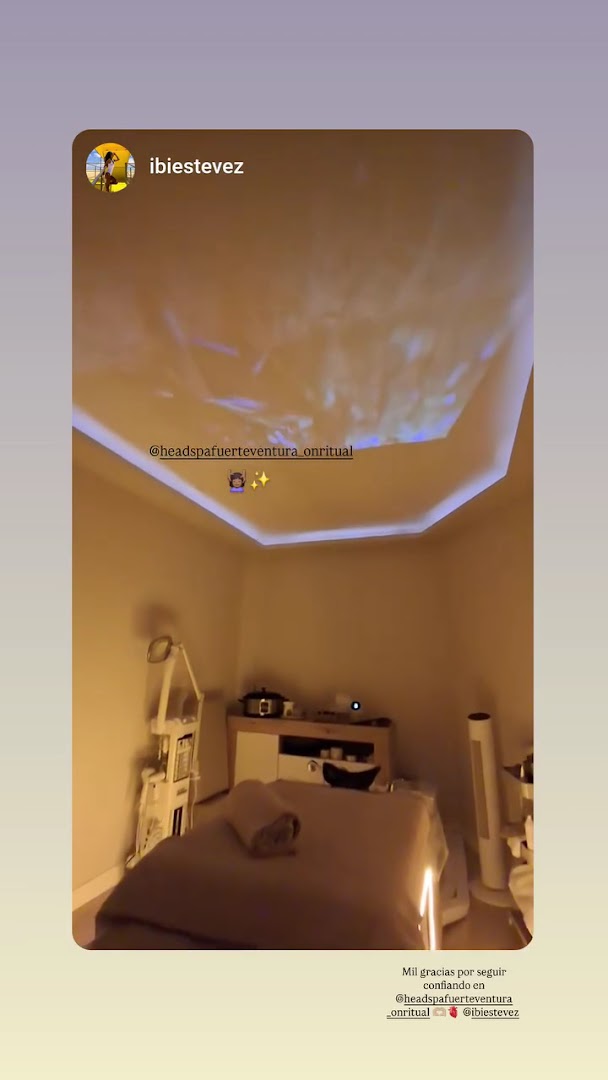 ibiestevez
@headspafuerteventura_onritual
💆🏽‍♀️✨
Mil gracias por seguir
confiando en
@headspafuerteventura
_onritual 🫶🏼🫀 @ibiestevez